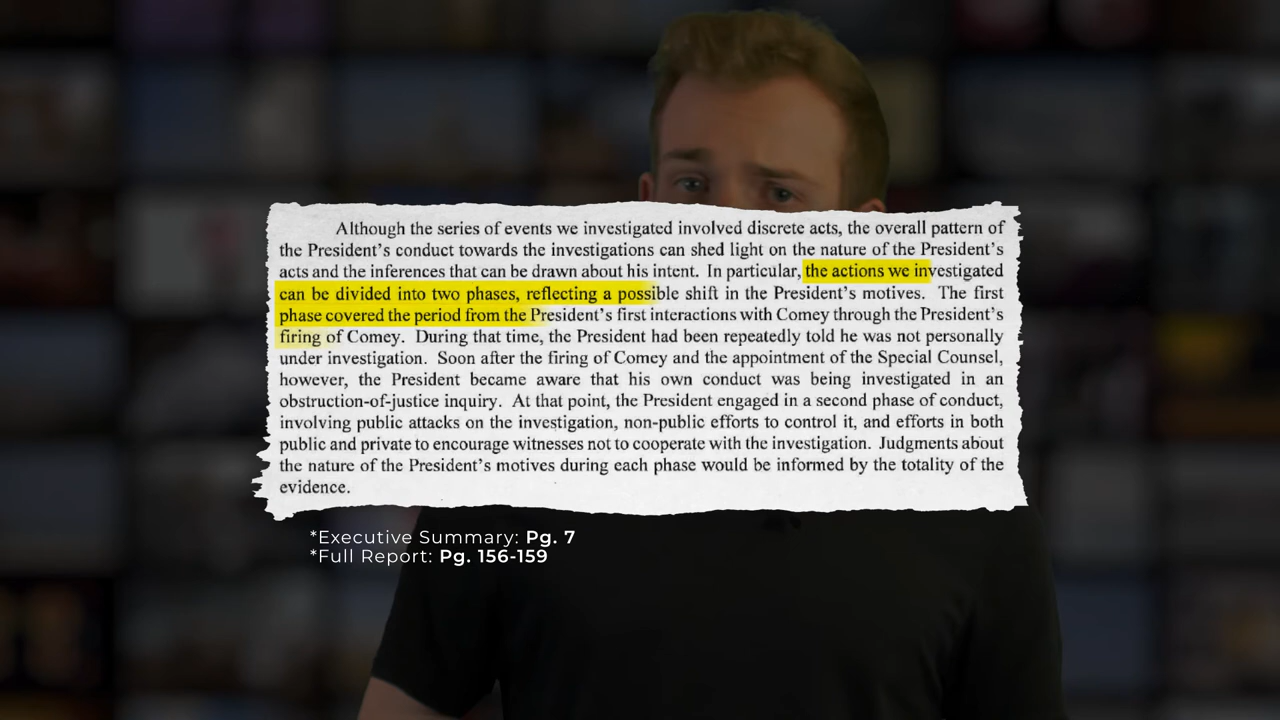 Although the series of events we investigated involved discrete acts, the overall pattern of
the President's conduct towards the investigations can shed light on the nature of the President's
acts and the inferences that can be drawn about his intent. In particular, the actions we investigated
can be divided into two phases, reflecting a possible shift in the President's motives. The first
phase covered the period from the President's first interactions with Comey through the President's
firing of Comey. During that time, the President had been repeatedly told he was not personally
under investigation. Soon after the firing of Comey and the appointment of the Special Counsel,
however, the President became aware that his own conduct was being investigated in an
obstruction-of-justice inquiry. At that point, the President engaged in a second phase of conduct,
involving public attacks on the investigation, non-public efforts to control it, and efforts in both
public and private to encourage witnesses not to cooperate with the investigation. Judgments about
the nature of the President's motives during each phase would be informed by the totality of the
evidence.
*Executive Summary: Pg. 7
*Full Report: Pg. 156-159